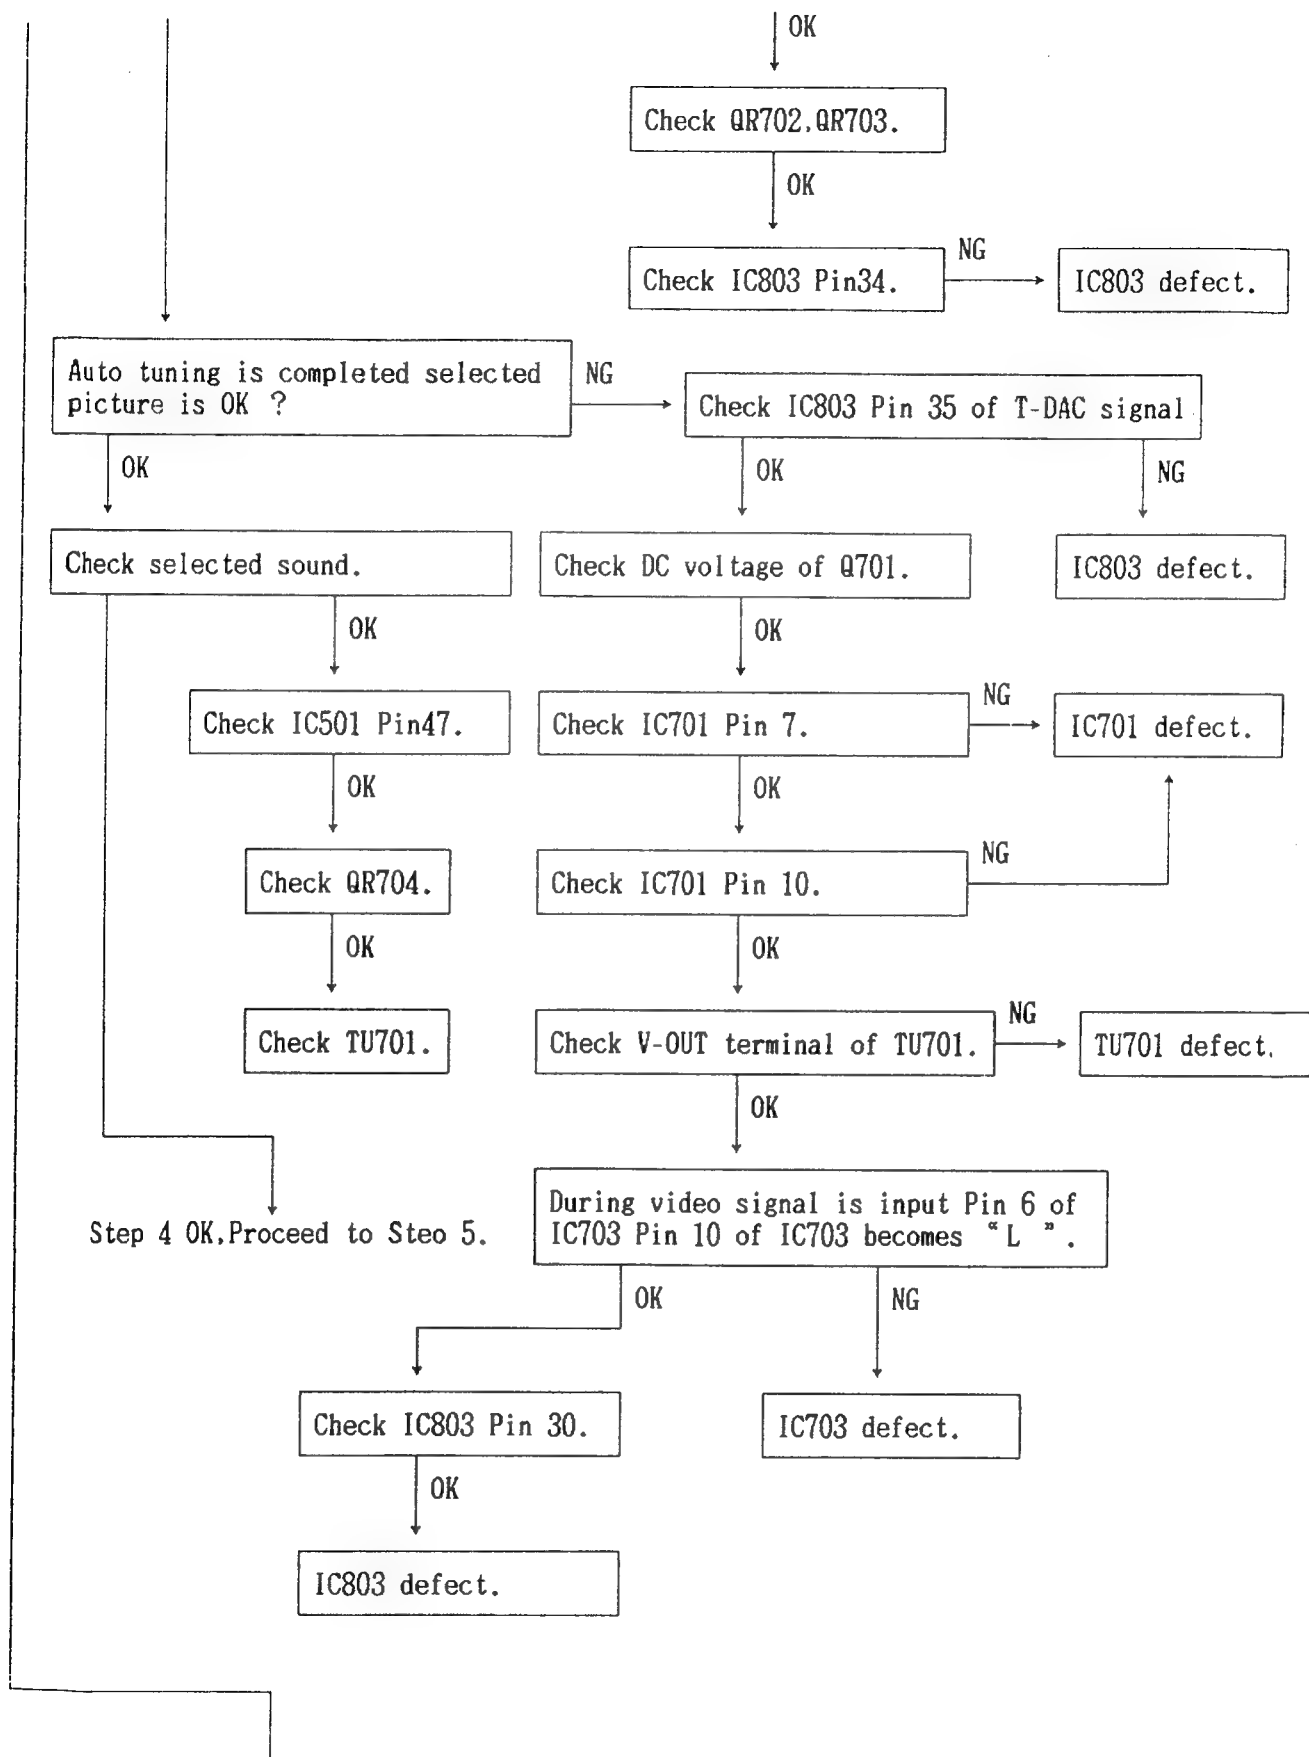 OK
Check QR702,QR703.
OK
NG
Check IC803 Pin34.
IC803 defect.
Auto tuning is completed selected
picture is OK ?
NG
Check IC803 Pin 35 of T-DAC signal
OK
OK
NG
Check selected sound.
Check DC voltage of Q701.
IC803 defect.
OK
OK
NG
Check IC501 Pin47.
Check IC701 Pin 7.
IC701 defect.
OK
OK
NG
Check QR704.
Check IC701 Pin 10.
OK
OK
NG
Check TU701.
Check V-OUT terminal of TU701.
TU701 defect.
OK
During video signal is input Pin 6 of
IC703 Pin 10 of IC703 becomes “L ”.
Step 4 OK,Proceed to Steo 5.
OK
NG
Check IC803 Pin 30.
IC703 defect.
OK
IC803 defect.